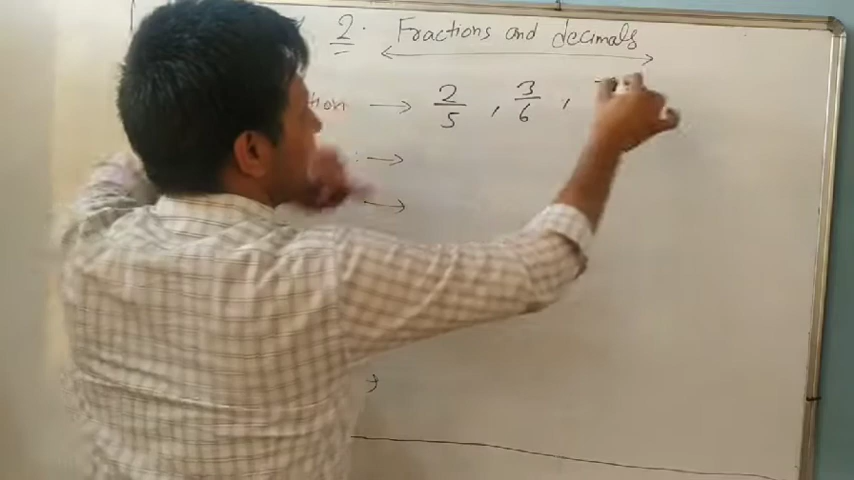 2. Fractions and decimals
tion → 2/5 , 3/6 ,
: →
→
→